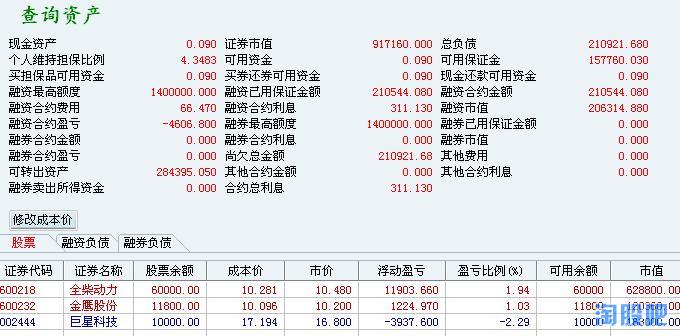 查询资产
现金资产 0.090 证券市值 917160.000 总负债 210921.680
个人维持担保比例 4.3483 可用资金 0.090 可用保证金 157760.030
买担保品可用资金 0.090 买券还券可用资金 0.090 现金还款可用资金 0.090
融资最高额度 1400000.000 融资已用保证金额 210544.080 融资合约金额 210544.080
融资合约费用 66.470 融资合约利息 311.130 融资市值 206314.880
融资合约盈亏 -4606.800 融券最高额度 1400000.000 融券已用保证金额 0.000
融券合约金额 0.000 融券合约费用 0.000 融券市值 0.000
融券合约盈亏 0.000 尚欠总金额 210921.68 其他费用 0.000
可转出资产 284395.050 其他合约金额 0.000 其他合约利息 0.000
融券卖出所得资金 0.000 合约总利息 311.130
修改成本价
股票 融资负债 融券负债
证券代码 证券名称 股票余额 成本价 市价 浮动盈亏 盈亏比例(%) 可用余额 市值
600218 全柴动力 60000.00 10.281 10.480 11903.660 1.94 60000 628800.00
600232 金鹰股份 11800.00 10.096 10.200 1224.970 1.03 11800
002444 巨星科技 10000.00 17.194 16.800 -3937.600 -2.29 10000
淘股吧